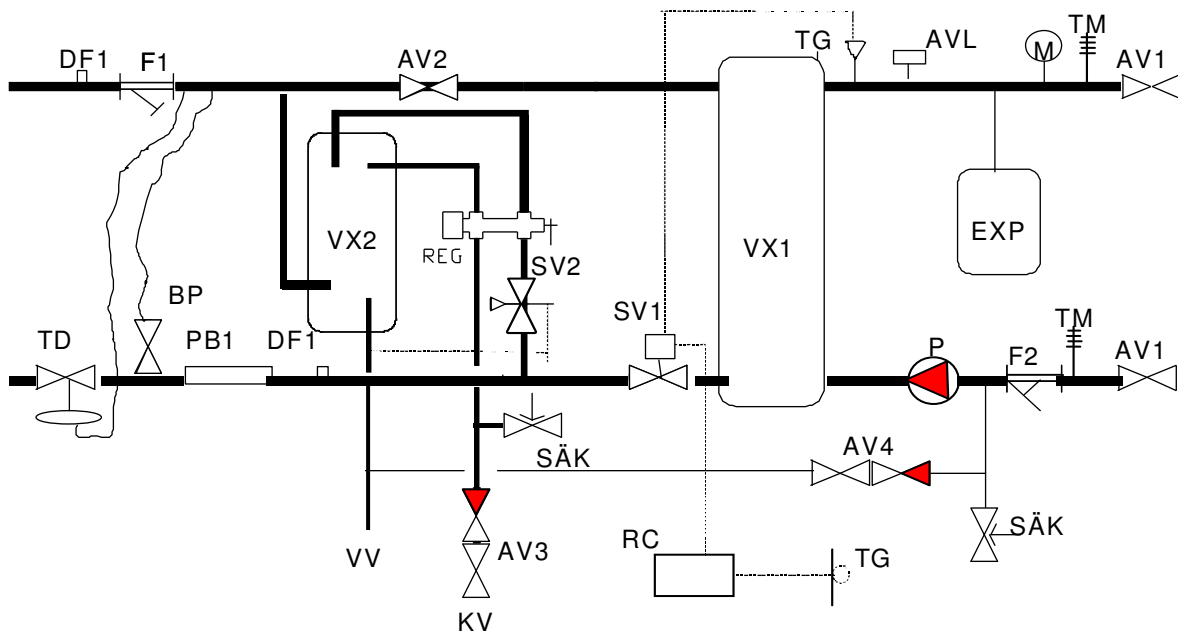 DF1
F1
AV2
TG
AVL
M
TM
AV1
VX2
REG
SV2
VX1
EXP
TD
BP
PB1
DF1
SV1
P
F2
TM
AV1
SÄK
AV4
VV
AV3
KV
RC
TG
SÄK